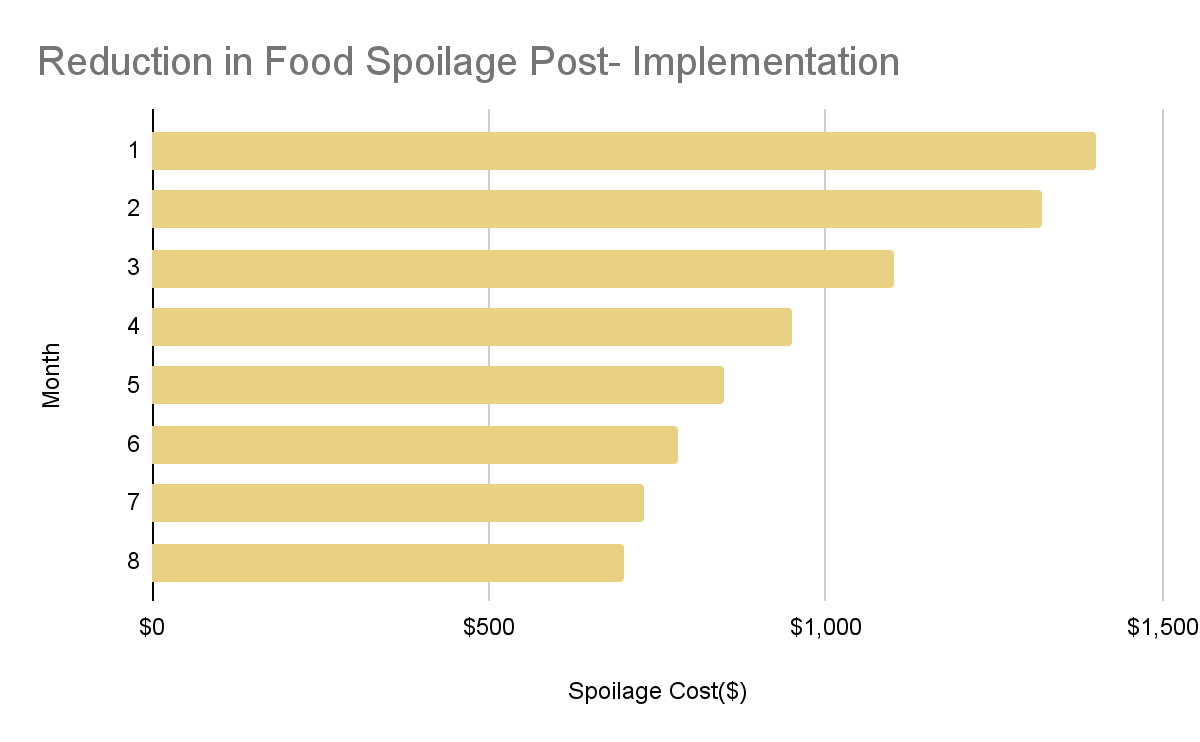 Reduction in Food Spoilage Post- Implementation
Month
1
2
3
4
5
6
7
8
$0 $500 $1,000 $1,500
Spoilage Cost($)